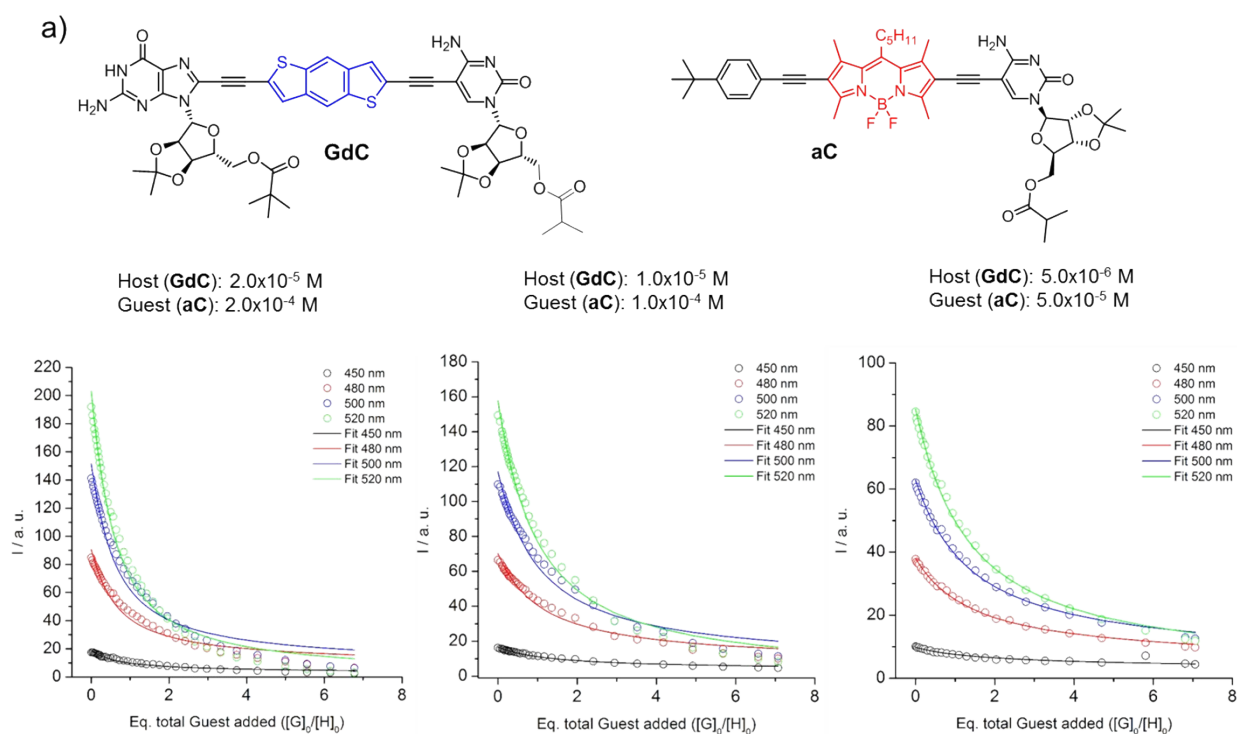 a)
O
HN
H₂N
N
N
N
S
S
NH₂
N
O
N
O
O
O
O
O
GdC
O
O
O
O
O
C₅H₁₁
N
N
B
F
F
aC
NH₂
N
O
N
O
O
O
O
O
Host (GdC): 2.0x10⁻⁵ M
Guest (aC): 2.0x10⁻⁴ M
Host (GdC): 1.0x10⁻⁵ M
Guest (aC): 1.0x10⁻⁴ M
Host (GdC): 5.0x10⁻⁶ M
Guest (aC): 5.0x10⁻⁵ M
220
200
180
160
140
120
100
80
60
40
20
0
I / a. u.
450 nm
480 nm
500 nm
520 nm
Fit 450 nm
Fit 480 nm
Fit 500 nm
Fit 520 nm
0 2 4 6 8
Eq. total Guest added ([G]₀/[H]₀)
180
160
140
120
100
80
60
40
20
0
I / a. u.
450 nm
480 nm
500 nm
520 nm
Fit 450 nm
Fit 480 nm
Fit 500 nm
Fit 520 nm
0 2 4 6 8
Eq. total Guest added ([G]₀/[H]₀)
100
80
60
40
20
0
I / a. u.
450 nm
480 nm
500 nm
520 nm
Fit 450 nm
Fit 480 nm
Fit 500 nm
Fit 520 nm
0 1 2 3 4 5 6 7 8
Eq. total Guest added ([G]₀/[H]₀)